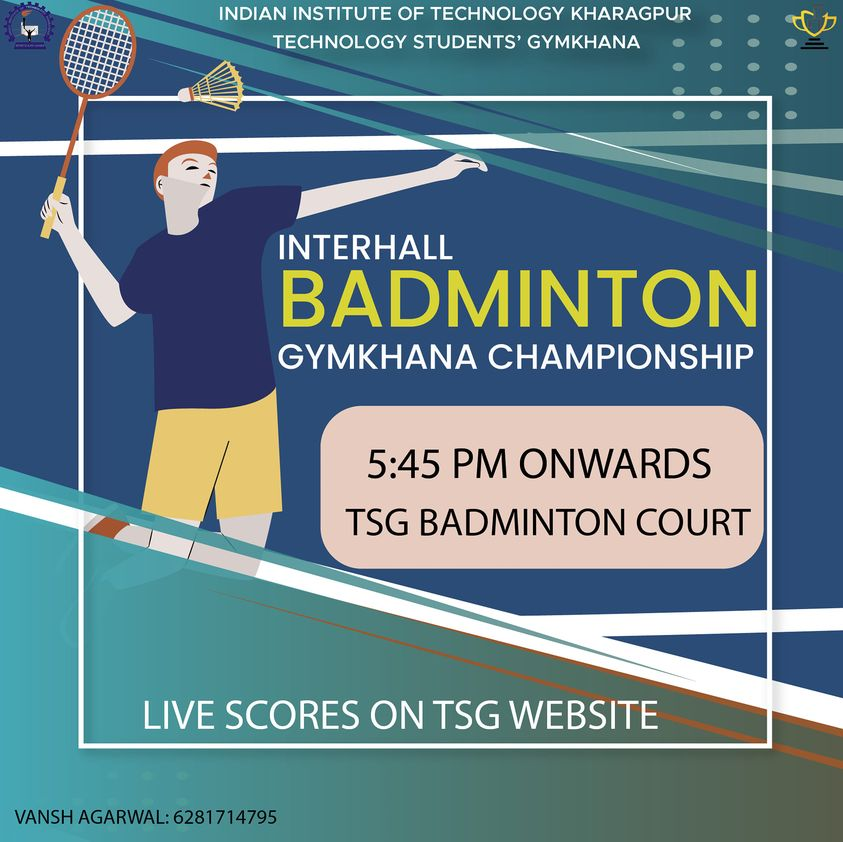 INDIAN INSTITUTE OF TECHNOLOGY KHARAGPUR
TECHNOLOGY STUDENTS' GYMKHANA
INTERHALL
BADMINTON
GYMKHANA CHAMPIONSHIP
5:45 PM ONWARDS
TSG BADMINTON COURT
LIVE SCORES ON TSG WEBSITE
VANSH AGARWAL: 6281714795